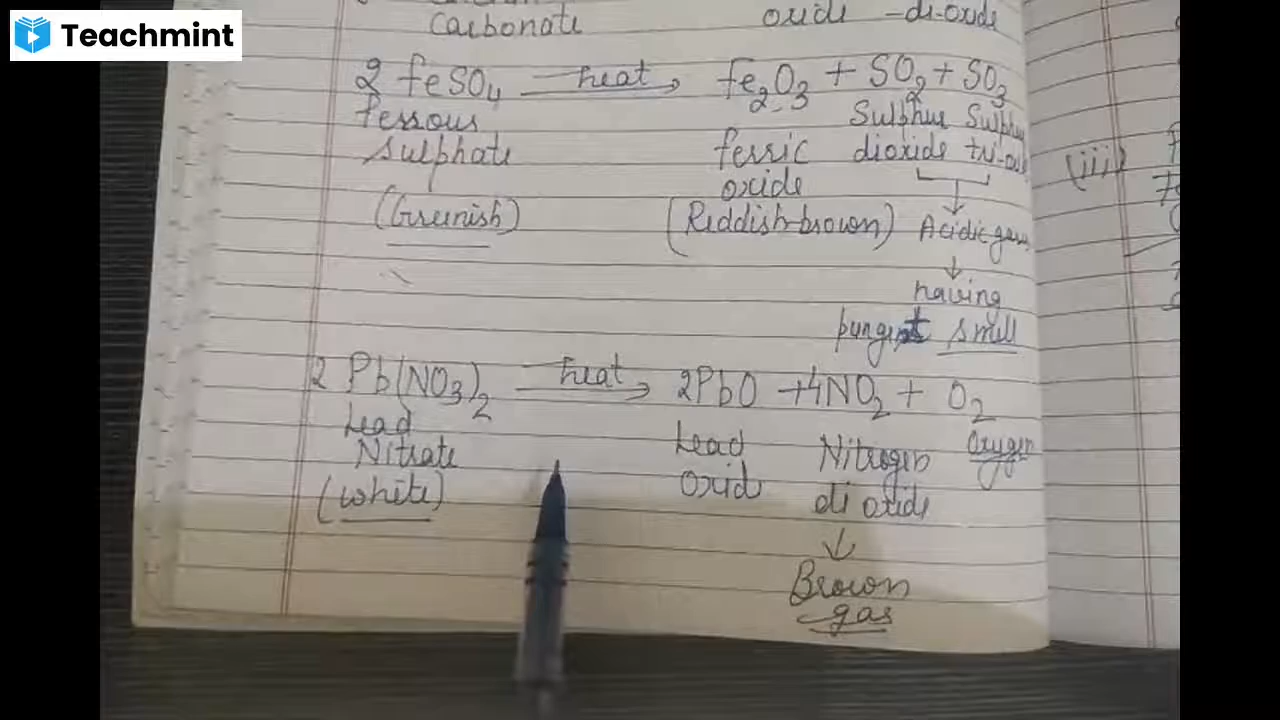 Teachmint
Carbonate oxide -di-oxide
2 FeSO4 heat → Fe2O3 + SO2 + SO3
Ferrous Sulphur
Sulphate ferric dioxide
oxide
(Greenish) (Reddish-brown) Acidic gases
(iii)
↓
having
pungent smell
2 Pb(NO3)2 heat → 2PbO + 4NO2 + O2
Lead Lead Nitrogen Oxygen
Nitrate oxide di oxide
(white)
↓
Brown
gas